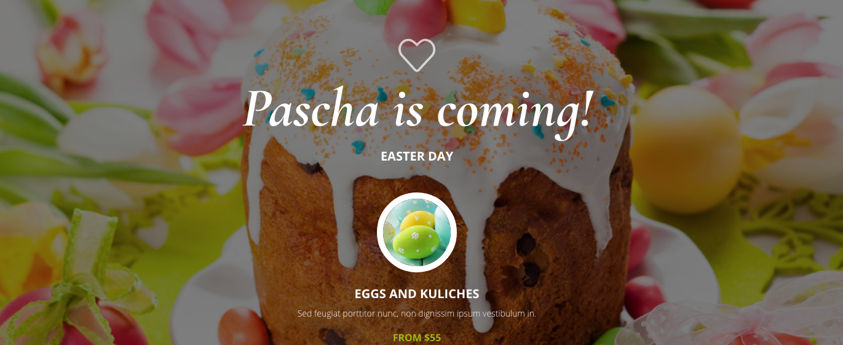 Pascha is coming!
EASTER DAY
EGGS AND KULICHES
Sed feugiat porttitor nunc, non dignissim ipsum vestibulum in.
FROM $55